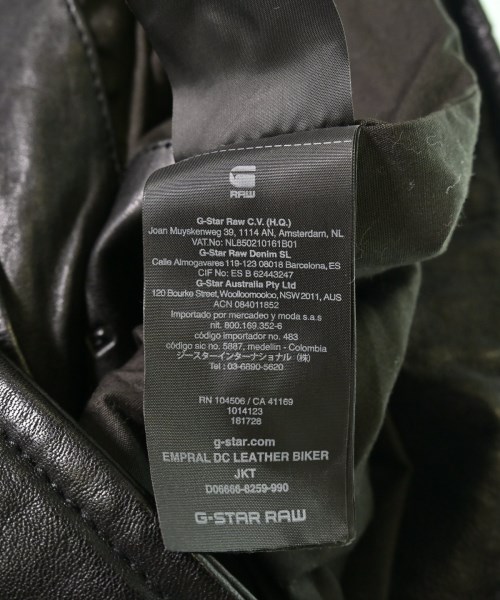 RAW
G-Star Raw C.V. (H.Q.)
Joan Muyskenweg 39, 1114 AN, Amsterdam, NL
VAT.No: NL850210161B01
G-Star Raw Denim SL
Calle Almogavares 119-123 08018 Barcelona, ES
CIF No: ES B 62443247
G-Star Australia Pty Ltd
120 Bourke Street, Woolloomooloo, NSW 2011, AUS
ACN 084011852
Importado por mercadeo y moda s.a.s
nit. 800.169.352-6
código importador no. 483
código sic no. 5887, medellin - Colombia
ジースターインターナショナル（株）
Tel : 03-6890-5620
RN 104506 / CA 41169
1014123
181728
g-star.com
EMPRAL DC LEATHER BIKER
JKT
D06666-8259-990
G-STAR RAW